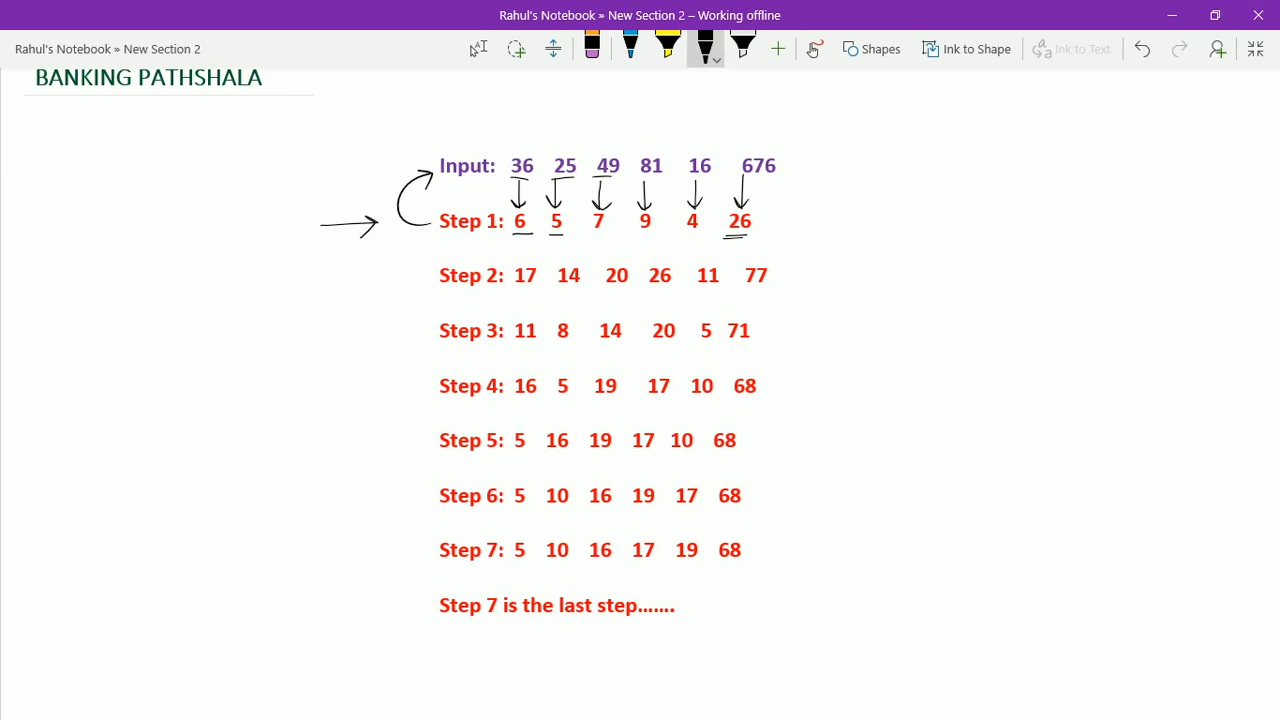 Rahul's Notebook » New Section 2 – Working offline
Rahul's Notebook » New Section 2
Shapes
Ink to Shape
Ink to Text
BANKING PATHSHALA
Input: 36 25 49 81 16 676
Step 1: 6 5 7 9 4 26
Step 2: 17 14 20 26 11 77
Step 3: 11 8 14 20 5 71
Step 4: 16 5 19 17 10 68
Step 5: 5 16 19 17 10 68
Step 6: 5 10 16 19 17 68
Step 7: 5 10 16 17 19 68
Step 7 is the last step…….